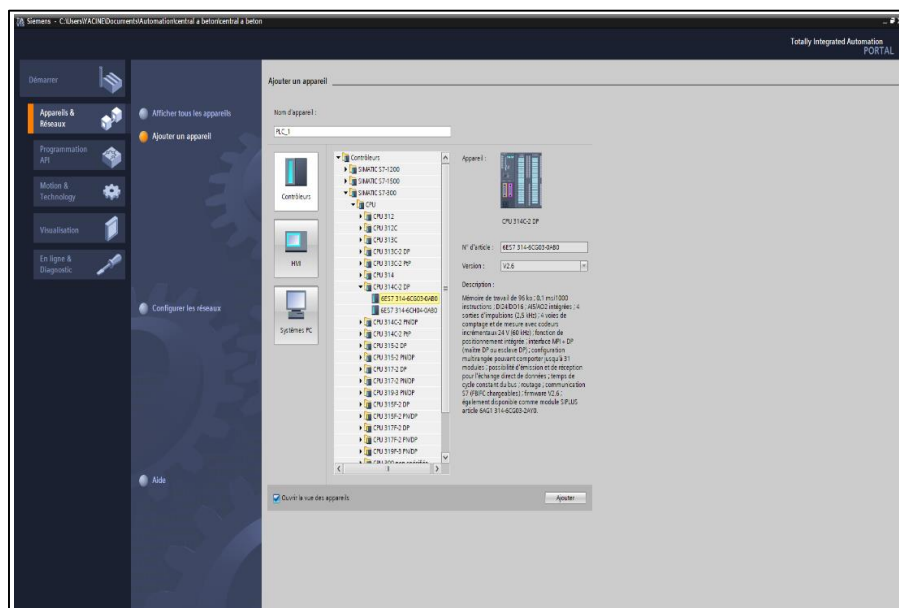 Siemens - C:\Users\YACINE\Documents\Automation\central a beton\central a beton
Totally Integrated Automation
PORTAL
Démarrer
Appareils &
Réseaux
Programmation
API
Motion &
Technology
Visualisation
En ligne &
Diagnostic
Afficher tous les appareils
Ajouter un appareil
Configurer les réseaux
Aide
Ajouter un appareil
Nom d'appareil :
PLC_1
Contrôleurs
HMI
Systèmes PC
Contrôleurs
SIMATIC S7-1200
SIMATIC S7-1500
SIMATIC S7-300
CPU
CPU 312
CPU 312C
CPU 313C
CPU 313C-2 DP
CPU 313C-2 PtP
CPU 314
CPU 314C-2 DP
6ES7 314-6CG03-0AB0
6ES7 314-6CH04-0AB0
CPU 314C-2 PN/DP
CPU 314C-2 PtP
CPU 315-2 DP
CPU 315-2 PN/DP
CPU 317-2 DP
CPU 317-2 PN/DP
CPU 319-3 PN/DP
CPU 315F-2 DP
CPU 315F-2 PN/DP
CPU 317F-2 DP
CPU 317F-2 PN/DP
CPU 319F-3 PN/DP
CPU 300 non spécifiée
Appareil :
CPU 314C-2 DP
N° d'article : 6ES7 314-6CG03-0AB0
Version : V2.6
Description :
Mémoire de travail de 96 ko ; 0,1 ms/1000
instructions ; DI24/DO16 ; AI5/AO2 intégrées ; 4
sorties d'impulsions (2,5 kHz) ; 4 voies de
comptage et de mesure avec codeurs
incrémentaux 24 V (60 kHz) ; fonction de
positionnement intégrée ; interface MPI + DP
(maître DP ou esclave DP) ; configuration
multirangée pouvant comporter jusqu'à 31
modules ; possibilité d'émission et de réception
pour l'échange direct de données ; temps de
cycle constant du bus ; routage ; communication
S7 (FB/FC chargeables) ; firmware V2.6 ;
également disponible comme module SIPLUS
article 6AG1 314-6CG03-2AY0.
Ouvrir la vue des appareils
Ajouter